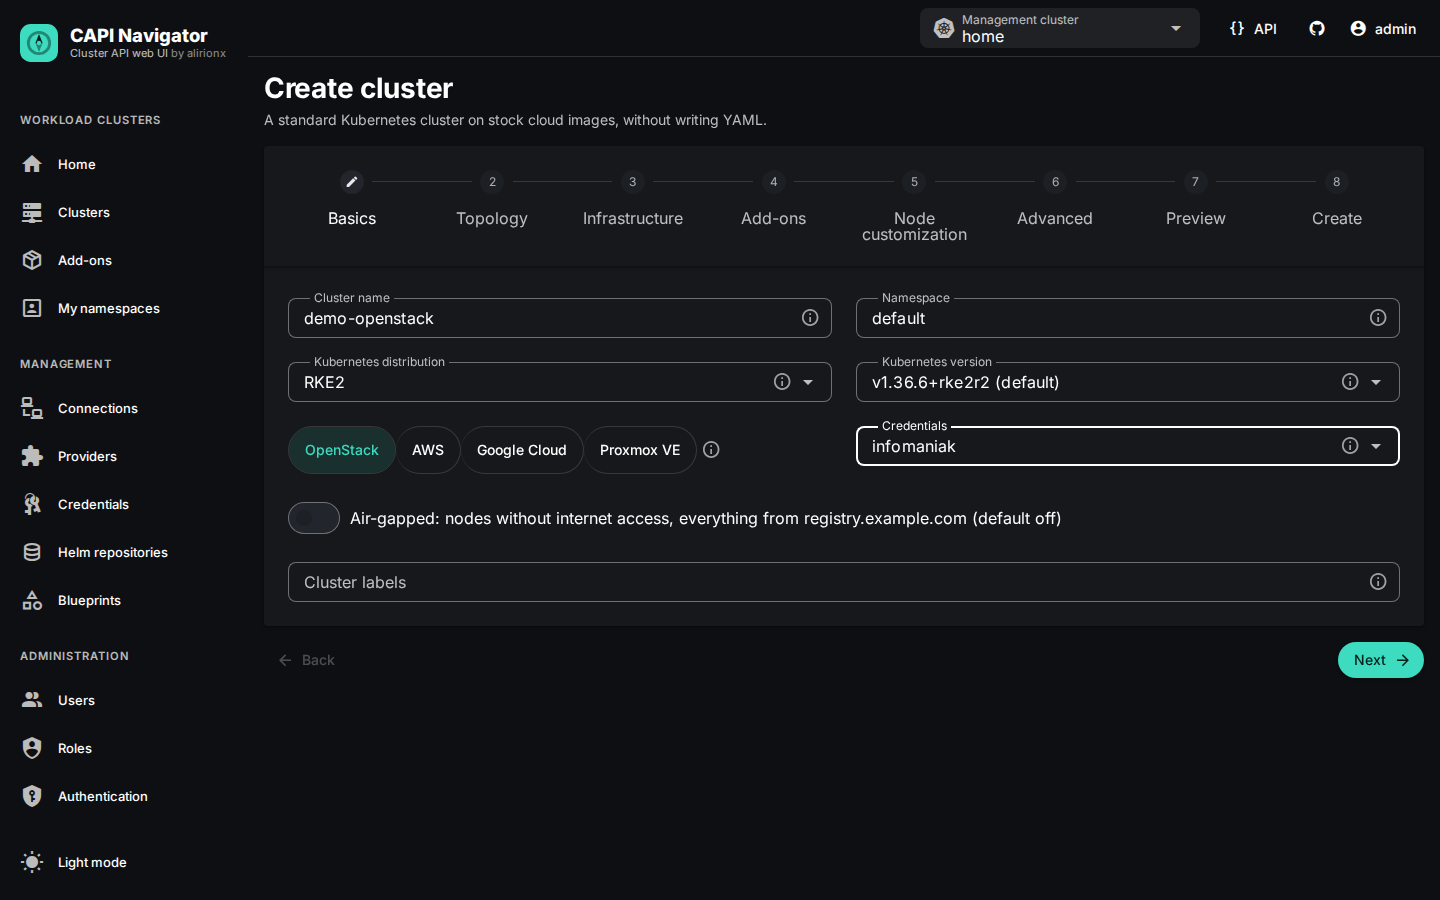 CAPI Navigator
Cluster API web UI by alirionx
WORKLOAD CLUSTERS
Home
Clusters
Add-ons
My namespaces
MANAGEMENT
Connections
Providers
Credentials
Helm repositories
Blueprints
ADMINISTRATION
Users
Roles
Authentication
Light mode
Management cluster
home
{} API
admin
Create cluster
A standard Kubernetes cluster on stock cloud images, without writing YAML.
Basics
2 Topology
3 Infrastructure
4 Add-ons
5 Node
customization
6 Advanced
7 Preview
8 Create
Cluster name
demo-openstack
Namespace
default
Kubernetes distribution
RKE2
Kubernetes version
v1.36.6+rke2r2 (default)
OpenStack AWS Google Cloud Proxmox VE
Credentials
infomaniak
Air-gapped: nodes without internet access, everything from registry.example.com (default off)
Cluster labels
Back
Next